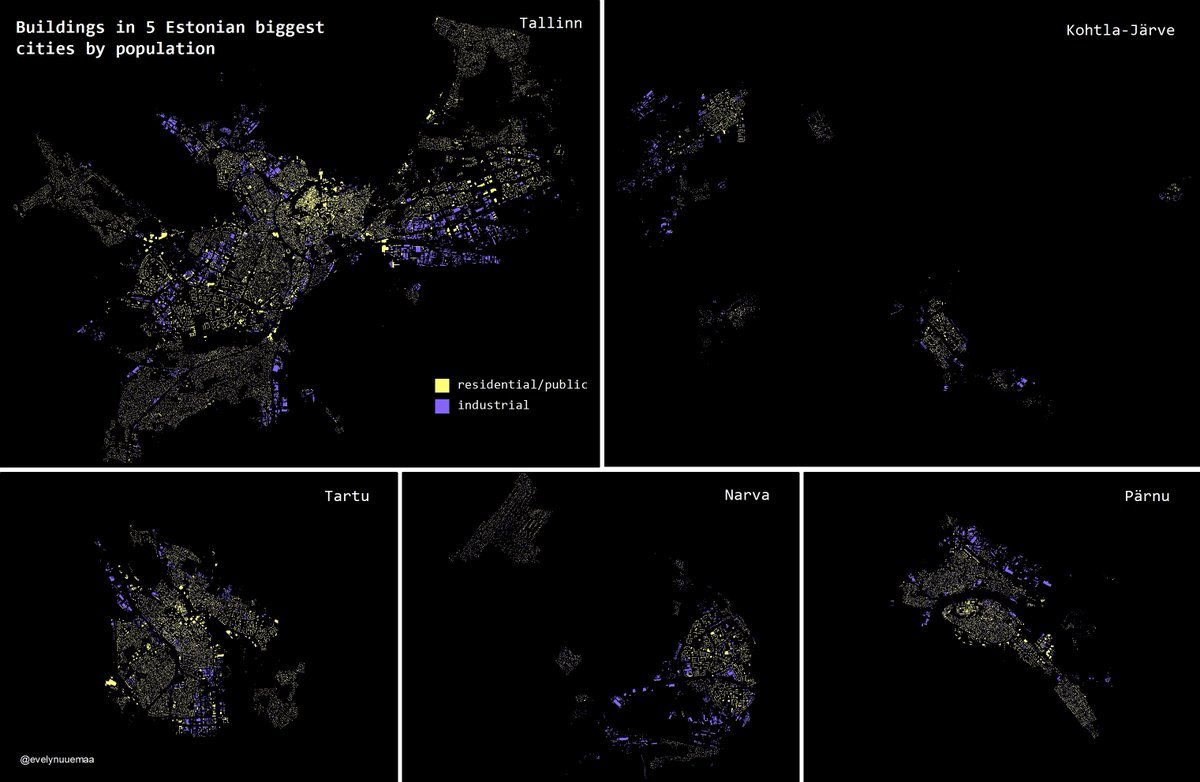 Buildings in 5 Estonian biggest
cities by population
Tallinn
residential/public
industrial
Kohtla-Järve
Tartu
Narva
Pärnu
@evelynuuemaa